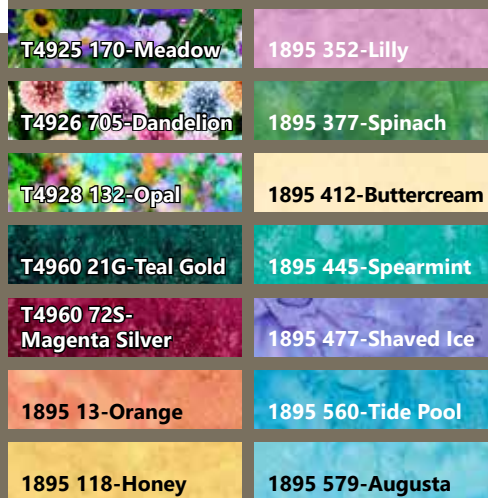 T4925 170-Meadow
T4926 705-Dandelion
T4928 132-Opal
T4960 21G-Teal Gold
T4960 72S-
Magenta Silver
1895 13-Orange
1895 118-Honey
1895 352-Lilly
1895 377-Spinach
1895 412-Buttercream
1895 445-Spearmint
1895 477-Shaved Ice
1895 560-Tide Pool
1895 579-Augusta